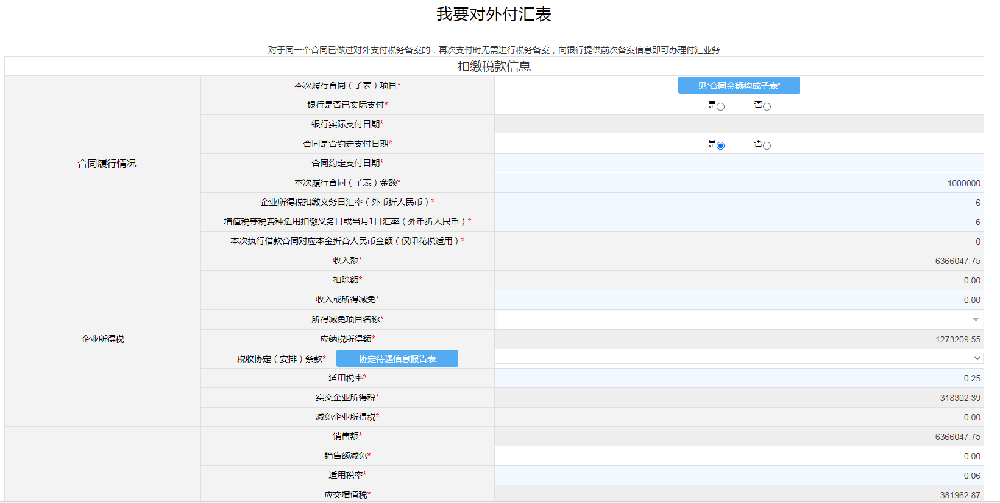 我要对外付汇表
对于同一个合同已做过对外支付税务备案的，再次支付时无需进行税务备案，向银行提供前次备案信息即可办理付汇业务
扣缴税款信息
合同履行情况
本次履行合同（子表）项目* 见“合同金额构成子表”
银行是否已实际支付* 是 否
银行实际支付日期*
合同是否约定支付日期* 是 否
合同约定支付日期*
本次履行合同（子表）金额* 1000000
企业所得税扣缴义务日汇率（外币折人民币）* 6
增值税等税费种适用扣缴义务日或当月1日汇率（外币折人民币）* 6
本次执行借款合同对应本金折合人民币金额（仅印花税适用）* 0
企业所得税
收入额* 6366047.75
扣除额* 0.00
收入或所得减免* 0.00
所得减免项目名称*
应纳税所得额* 1273209.55
税收协定（安排）条款* 协定待遇信息报告表
适用税率* 0.25
实交企业所得税* 318302.39
减免企业所得税* 0.00
销售额* 6366047.75
销售额减免* 0.00
适用税率* 0.06
应交增值税* 381962.87